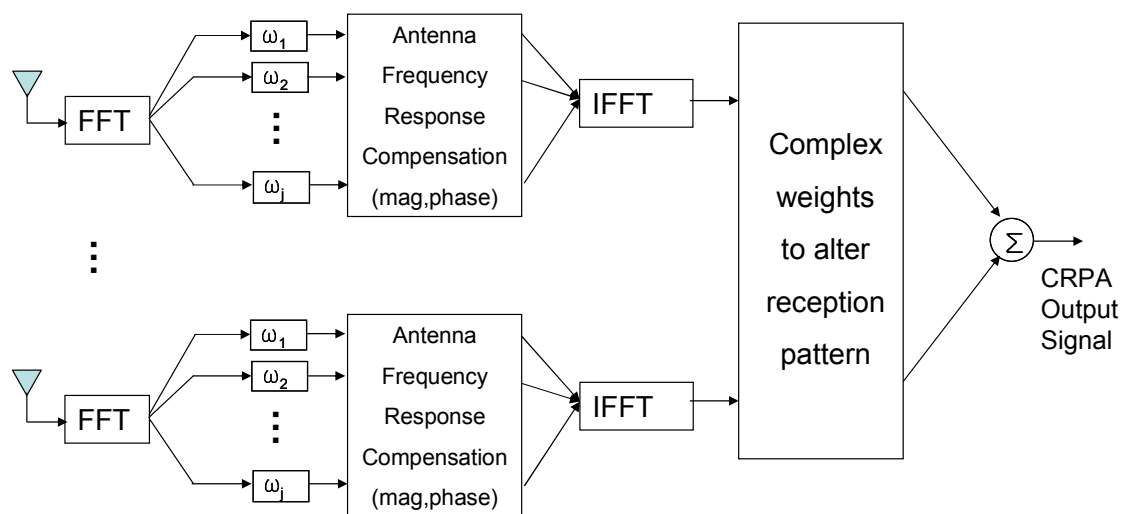 FFT
ω1
ω2
⋮
ωj
Antenna
Frequency
Response
Compensation
(mag,phase)
IFFT
⋮
FFT
ω1
ω2
⋮
ωj
Antenna
Frequency
Response
Compensation
(mag,phase)
IFFT
Complex
weights
to alter
reception
pattern
Σ
CRPA
Output
Signal